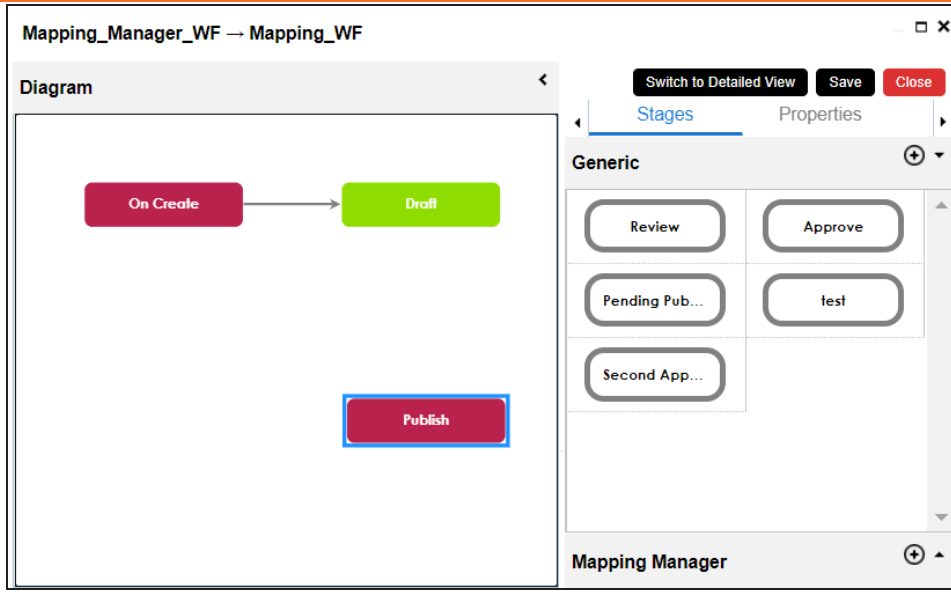 Mapping_Manager_WF → Mapping_WF
Diagram
Switch to Detailed View Save Close
Stages Properties
Generic
On Create Draft
Review Approve
Pending Pub... test
Second App...
Publish
Mapping Manager